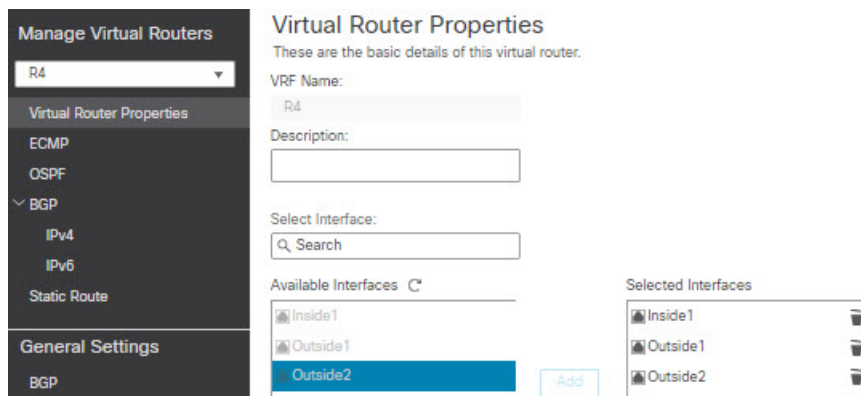 Manage Virtual Routers
R4
Virtual Router Properties
ECMP
OSPF
BGP
IPv4
IPv6
Static Route
General Settings
BGP
Virtual Router Properties
These are the basic details of this virtual router.
VRF Name:
R4
Description:
Select Interface:
Search
Available Interfaces
Inside1
Outside1
Outside2
Add
Selected Interfaces
Inside1
Outside1
Outside2